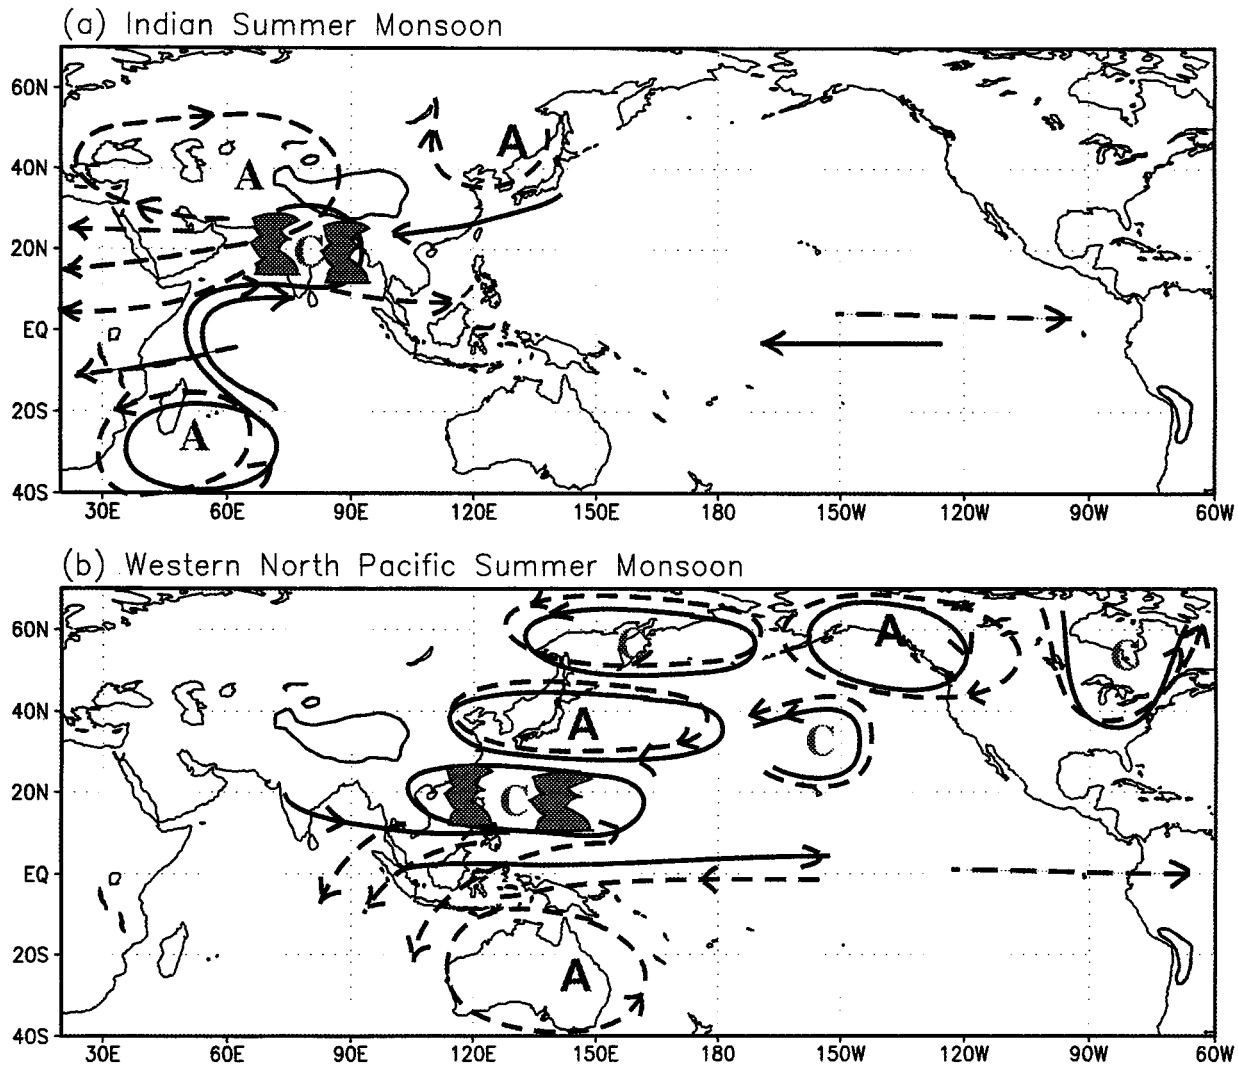 (a) Indian Summer Monsoon
60N
A
40N
A
20N
C
EQ
20S
A
40S
30E 60E 90E 120E 150E 180 150W 120W 90W 60W
(b) Western North Pacific Summer Monsoon
60N
C
A
C
40N
A
C
20N
C
EQ
20S
A
40S
30E 60E 90E 120E 150E 180 150W 120W 90W 60W